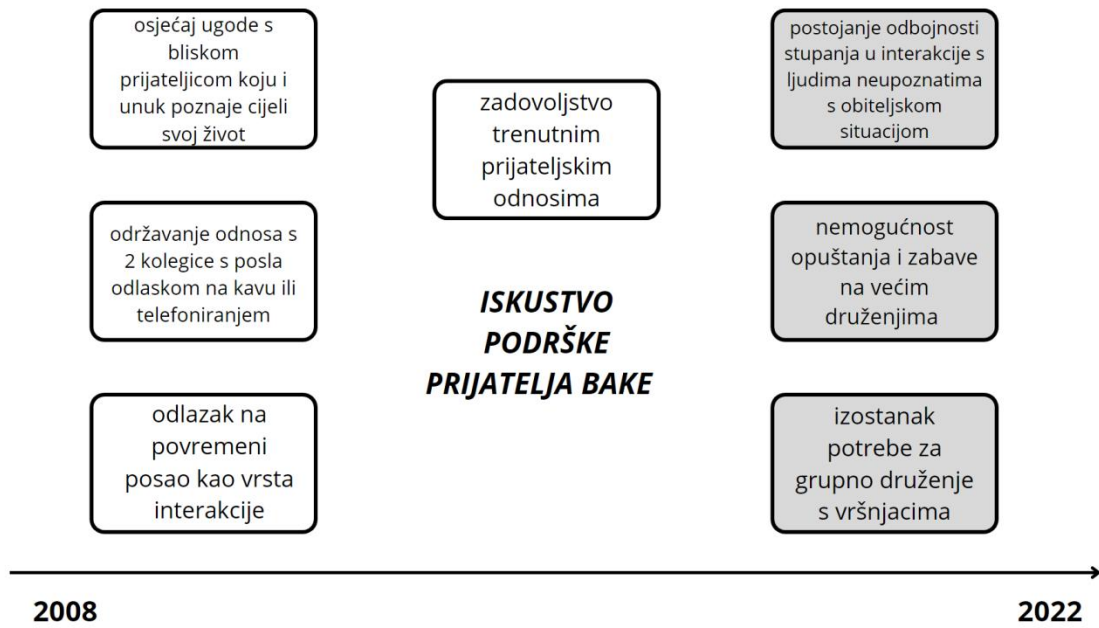 osjećaj ugode s
bliskom
prijateljicom koju i
unuk poznaje cijeli
svoj život
održavanje odnosa s
2 kolegice s posla
odlaskom na kavu ili
telefoniranjem
odlazak na
povremeni
posao kao vrsta
interakcije
zadovoljstvo
trenutnim
prijateljskim
odnosima
ISKUSTVO
PODRŠKE
PRIJATELJA BAKE
postojanje odbojnosti
stupanja u interakcije s
ljudima neupoznatima
s obiteljskom
situacijom
nemogućnost
opuštanja i zabave
na većim
druženjima
izostanak
potrebe za
grupno druženje
s vršnjacima
2008
2022